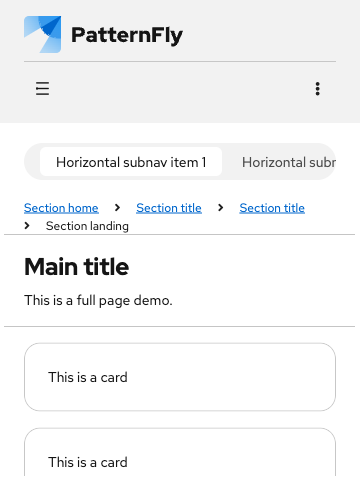 PatternFly
Horizontal subnav item 1 Horizontal subr
Section home Section title Section title
Section landing
Main title
This is a full page demo.
This is a card
This is a card